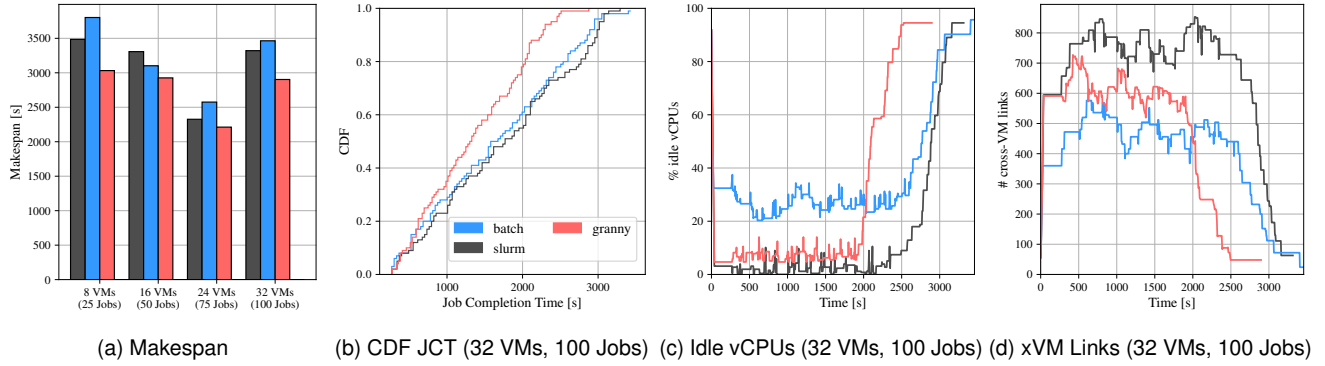 Makespan [s]
3500
3000
2500
2000
1500
1000
500
0
8 VMs
(25 Jobs)
16 VMs
(50 Jobs)
24 VMs
(75 Jobs)
32 VMs
(100 Jobs)
(a) Makespan
CDF
1.0
0.8
0.6
0.4
0.2
0.0
batch
slurm
granny
0
1000
2000
3000
Job Completion Time [s]
(b) CDF JCT (32 VMs, 100 Jobs)
% idle vCPUs
100
80
60
40
20
0
0
500
1000
1500
2000
2500
3000
Time [s]
(c) Idle vCPUs (32 VMs, 100 Jobs)
# cross-VM links
800
700
600
500
400
300
200
100
0
0
500
1000
1500
2000
2500
3000
Time [s]
(d) xVM Links (32 VMs, 100 Jobs)